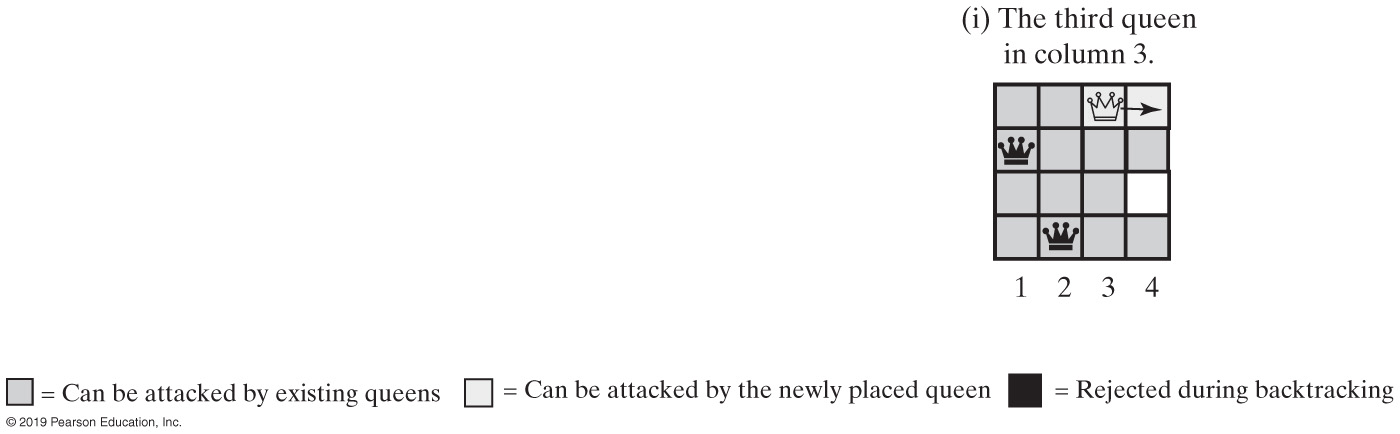 (i) The third queen
in column 3.
1 2 3 4
= Can be attacked by existing queens = Can be attacked by the newly placed queen = Rejected during backtracking
© 2019 Pearson Education, Inc.